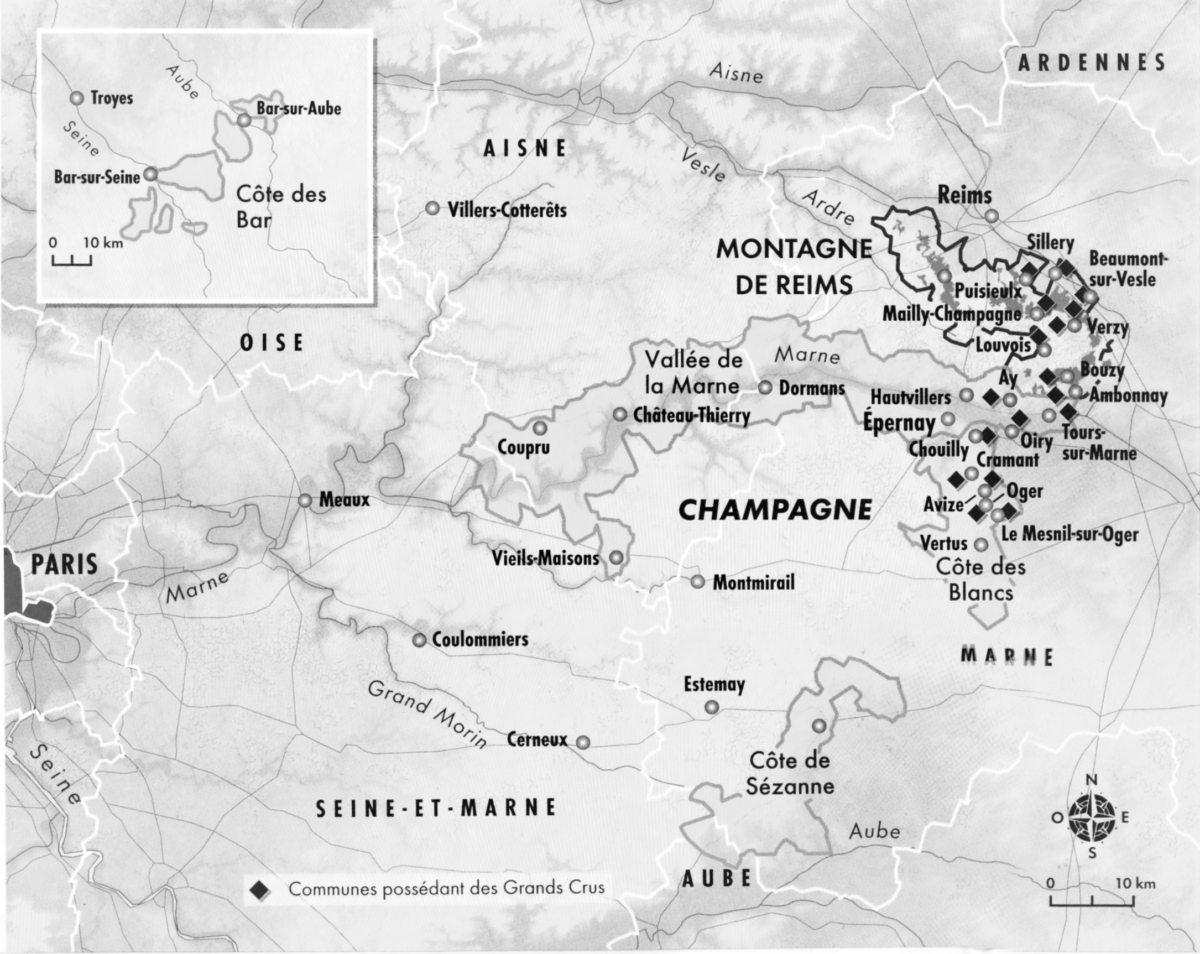 Troyes
Aube
Bar-sur-Aube
Seine
Bar-sur-Seine
Côte des
Bar
0 10 km
ARDENNES
Aisne
AISNE
Vesle
Villers-Cotterêts
Ardre
Reims
MONTAGNE
DE REIMS
Sillery
Beaumont-
sur-Vesle
Puisieulx
Mailly-Champagne
Verzy
Louvois
OISE
Vallée de
la Marne
Marne
Dormans
Château-Thierry
Coupru
Hautvillers
Ay
Bouzy
Ambonnay
Épernay
Chouilly
Oiry
Tours-
sur-Marne
Cramant
Oger
Avize
Le Mesnil-sur-Oger
Vertus
Côte des
Blancs
CHAMPAGNE
Meaux
PARIS
Marne
Vieils-Maisons
Montmirail
Coulommiers
MARNE
Estemay
Grand Morin
Cerneux
Côte de
Sézanne
Seine
SEINE-ET-MARNE
Aube
AUBE
N
O E
S
Communes possédant des Grands Crus
0 10 km